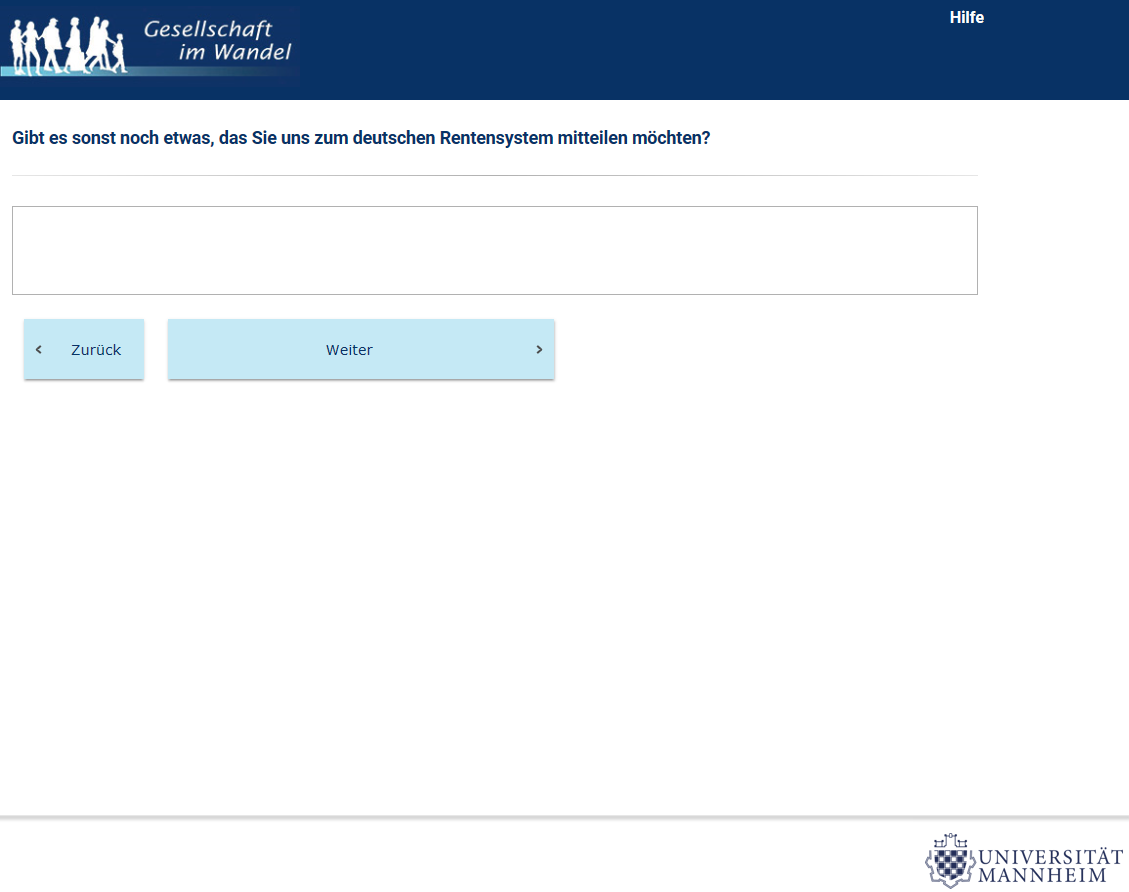 Gesellschaft
im Wandel
Hilfe
Gibt es sonst noch etwas, das Sie uns zum deutschen Rentensystem mitteilen möchten?
Zurück
Weiter
UNIVERSITÄT
MANNHEIM